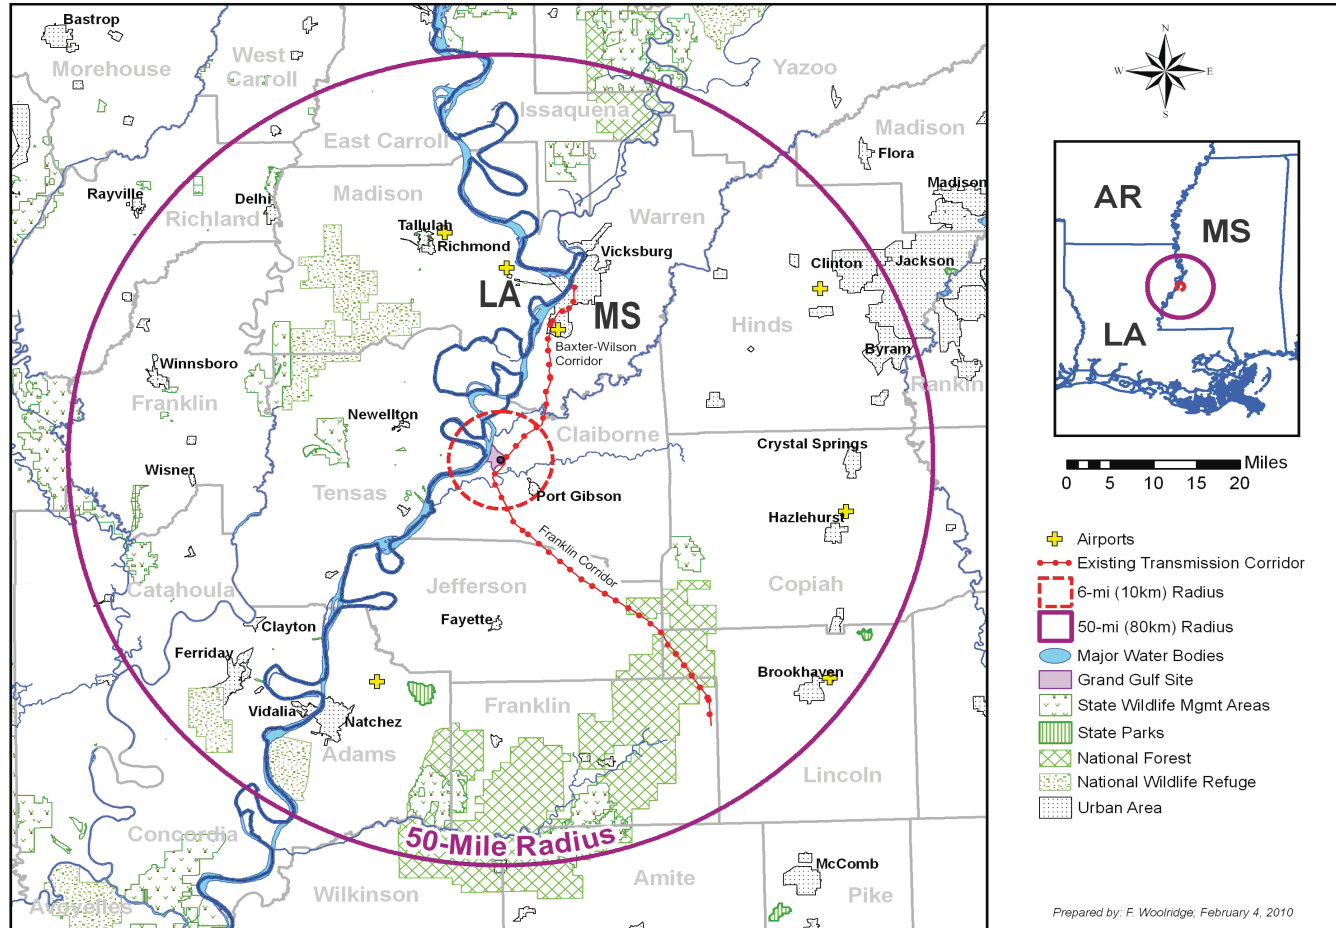 Bastrop
Morehouse
West
Carroll
Yazoo
Issaquena
Madison
East Carroll
Flora
Madison
Madison
Rayville
Delhi
Richland
Warren
Tallulah
Richmond
Vicksburg
Clinton
Jackson
LA
MS
Hinds
Baxter-Wilson
Corridor
Byram
Rankin
Winnsboro
Franklin
Newellton
Claiborne
Crystal Springs
Wisner
Tensas
Port Gibson
Hazlehurst
Franklin Corridor
Catahoula
Jefferson
Copiah
Clayton
Fayette
Ferriday
Brookhaven
Vidalia
Natchez
Franklin
Adams
Lincoln
Concordia
50-Mile Radius
McComb
Wilkinson
Amite
Pike
Avoyelles
N
W
E
S
AR
MS
LA
Miles
0 5 10 15 20
Airports
Existing Transmission Corridor
6-mi (10km) Radius
50-mi (80km) Radius
Major Water Bodies
Grand Gulf Site
State Wildlife Mgmt Areas
State Parks
National Forest
National Wildlife Refuge
Urban Area
Prepared by: F. Woolridge; February 4, 2010